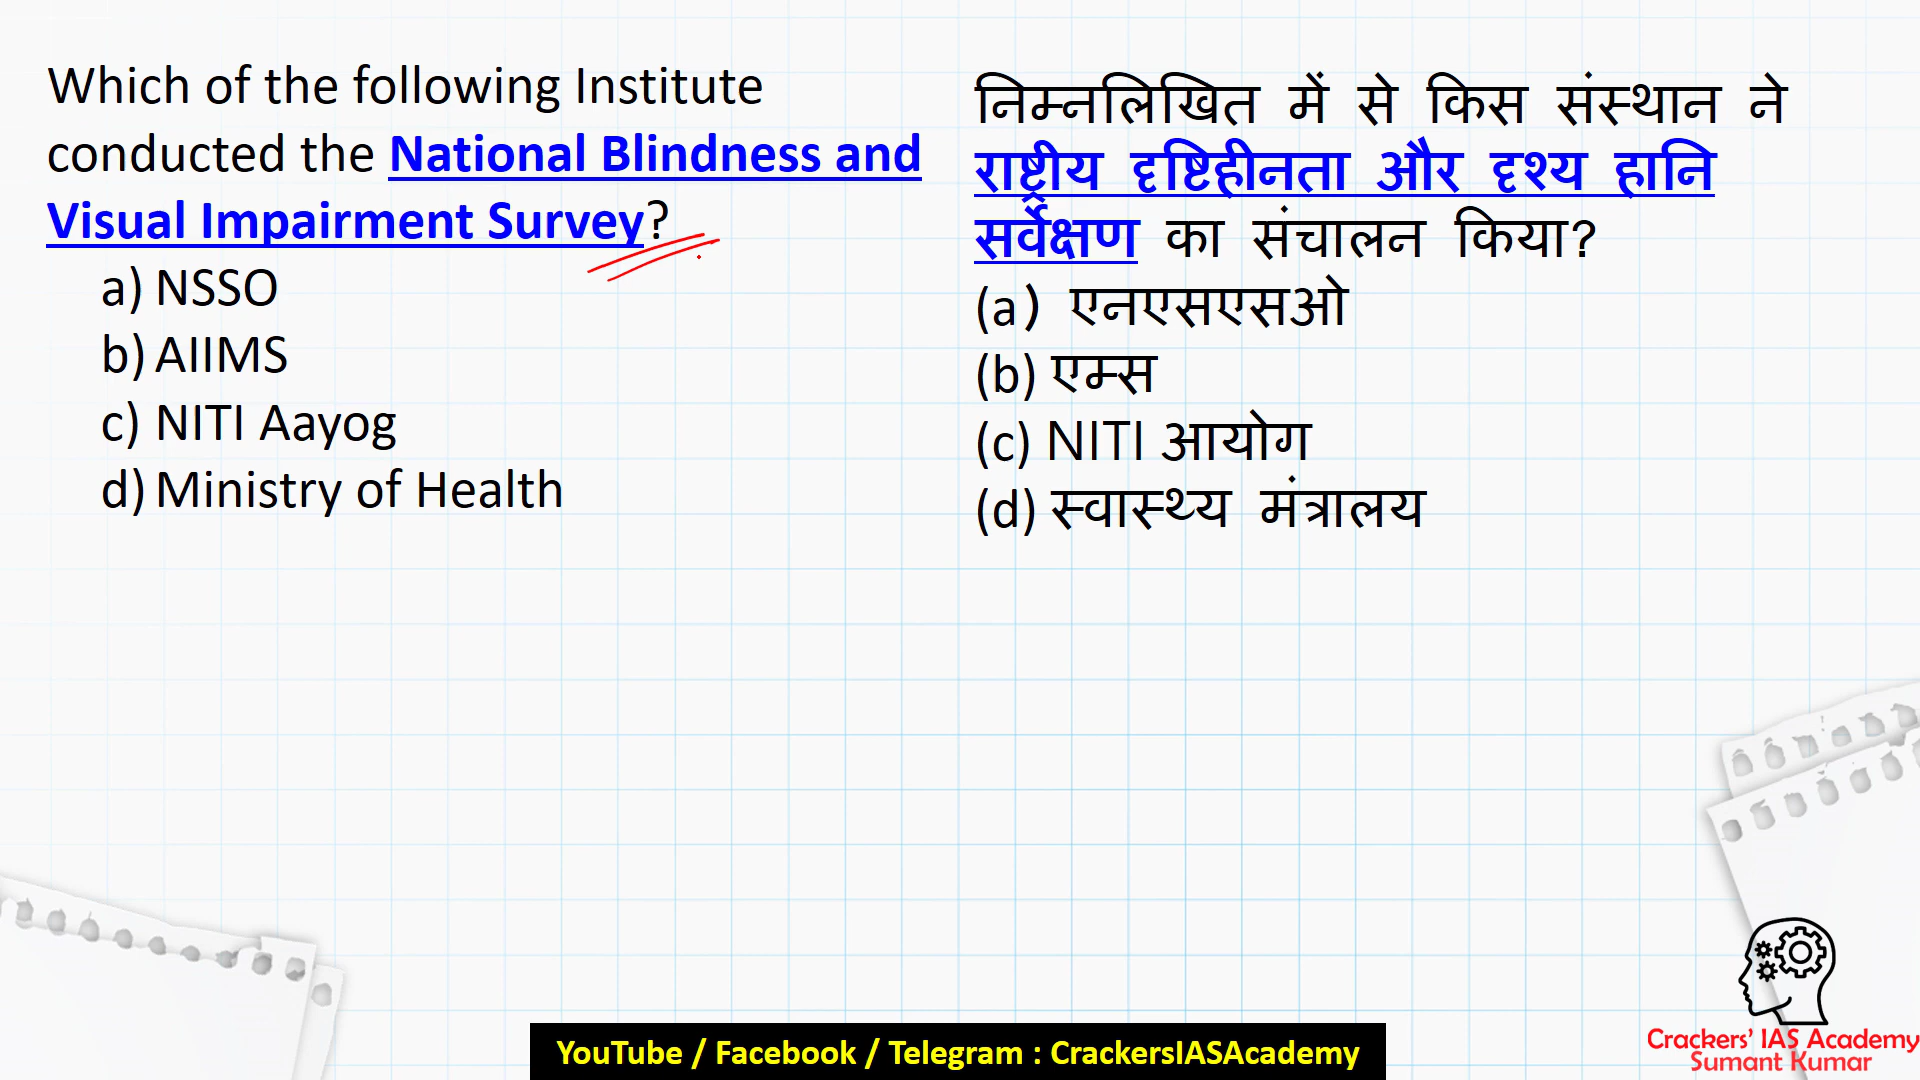 Which of the following Institute
conducted the National Blindness and
Visual Impairment Survey?
a) NSSO
b) AIIMS
c) NITI Aayog
d) Ministry of Health
निम्नलिखित में से किस संस्थान ने
राष्ट्रीय दृष्टिहीनता और दृश्य हानि
सर्वेक्षण का संचालन किया?
(a) एनएसएसओ
(b) एम्स
(c) NITI आयोग
(d) स्वास्थ्य मंत्रालय
Crackers' IAS Academy
Sumant Kumar
YouTube / Facebook / Telegram : CrackersIASAcademy